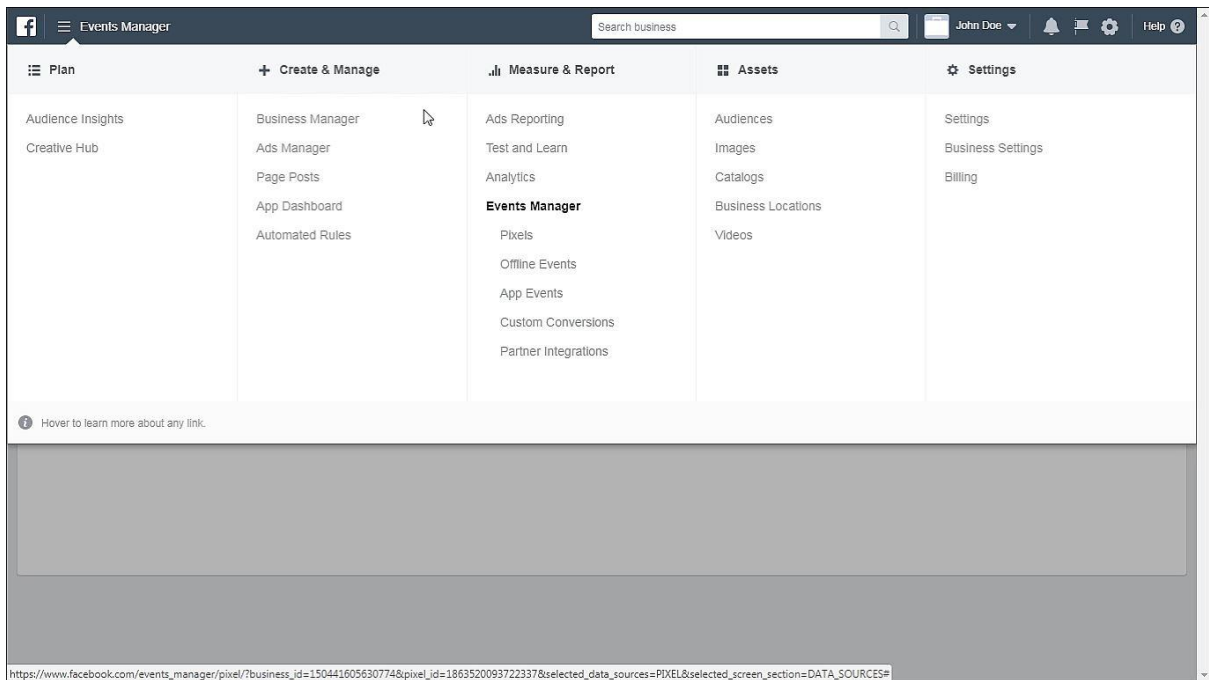 f Events Manager Search business John Doe Help
Plan
Audience Insights
Creative Hub
Create & Manage
Business Manager
Ads Manager
Page Posts
App Dashboard
Automated Rules
Measure & Report
Ads Reporting
Test and Learn
Analytics
Events Manager
Pixels
Offline Events
App Events
Custom Conversions
Partner Integrations
Assets
Audiences
Images
Catalogs
Business Locations
Videos
Settings
Settings
Business Settings
Billing
Hover to learn more about any link.
https://www.facebook.com/events_manager/pixel/?business_id=150441605630774&pixel_id=1863520093722337&selected_data_sources=PIXEL&selected_screen_section=DATA_SOURCES#